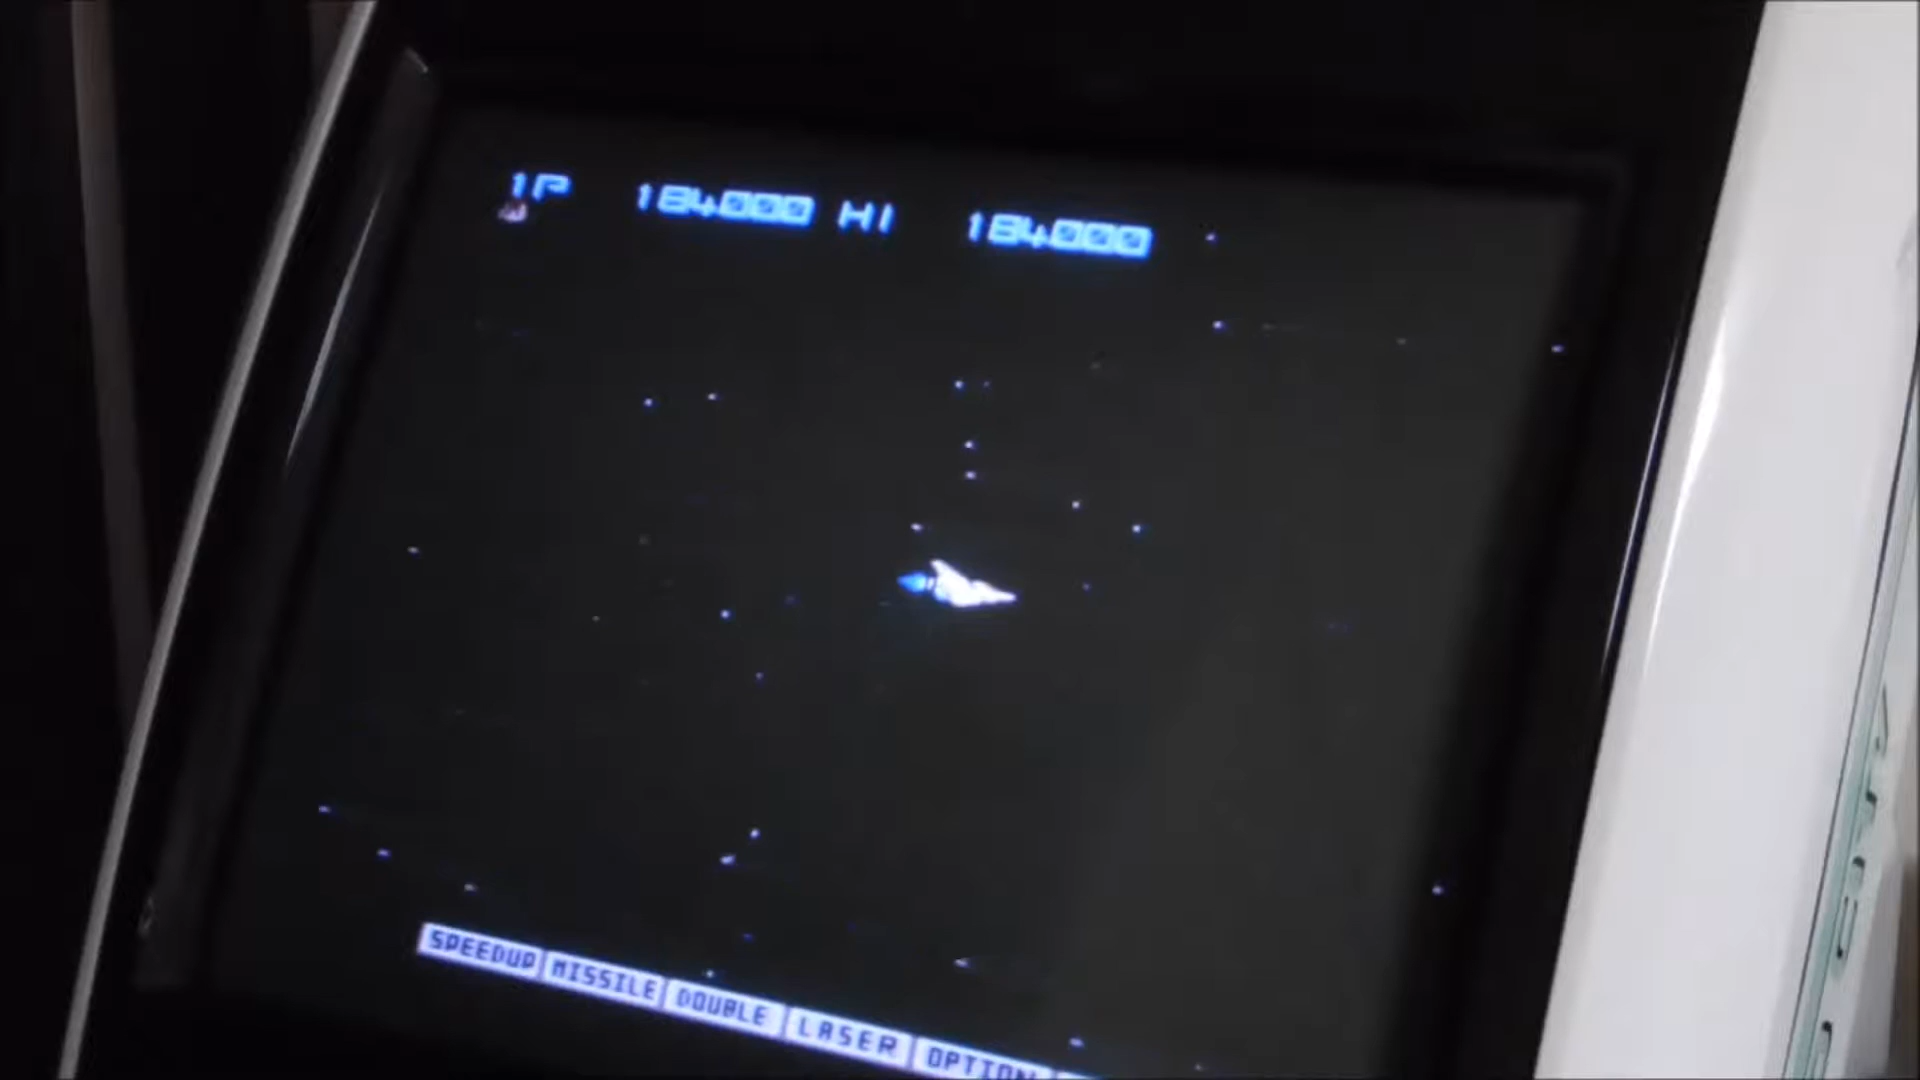 1P 184000 HI 184000
SPEEDUP MISSILE DOUBLE LASER OPTION